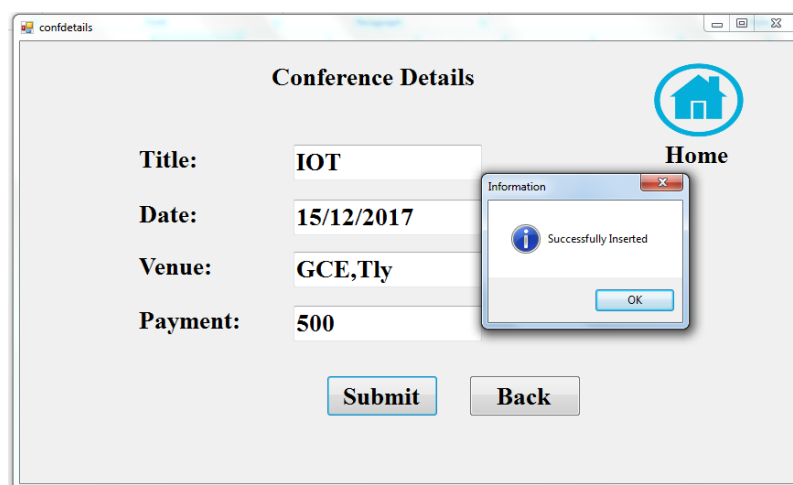 confdetails
Conference Details
Home
Title:
IOT
Date:
15/12/2017
Venue:
GCE,Tly
Payment:
500
Information
Successfully Inserted
OK
Submit
Back